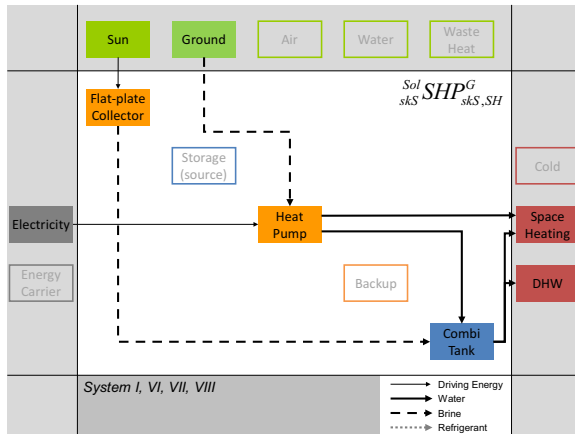 Sun
Ground
Air
Water
Waste
Heat
Sol
skS SHP G
skS,SH
Flat-plate
Collector
Storage
(source)
Cold
Electricity
Heat
Pump
Space
Heating
Energy
Carrier
Backup
DHW
Combi
Tank
System I, VI, VII, VIII
Driving Energy
Water
Brine
Refrigerant